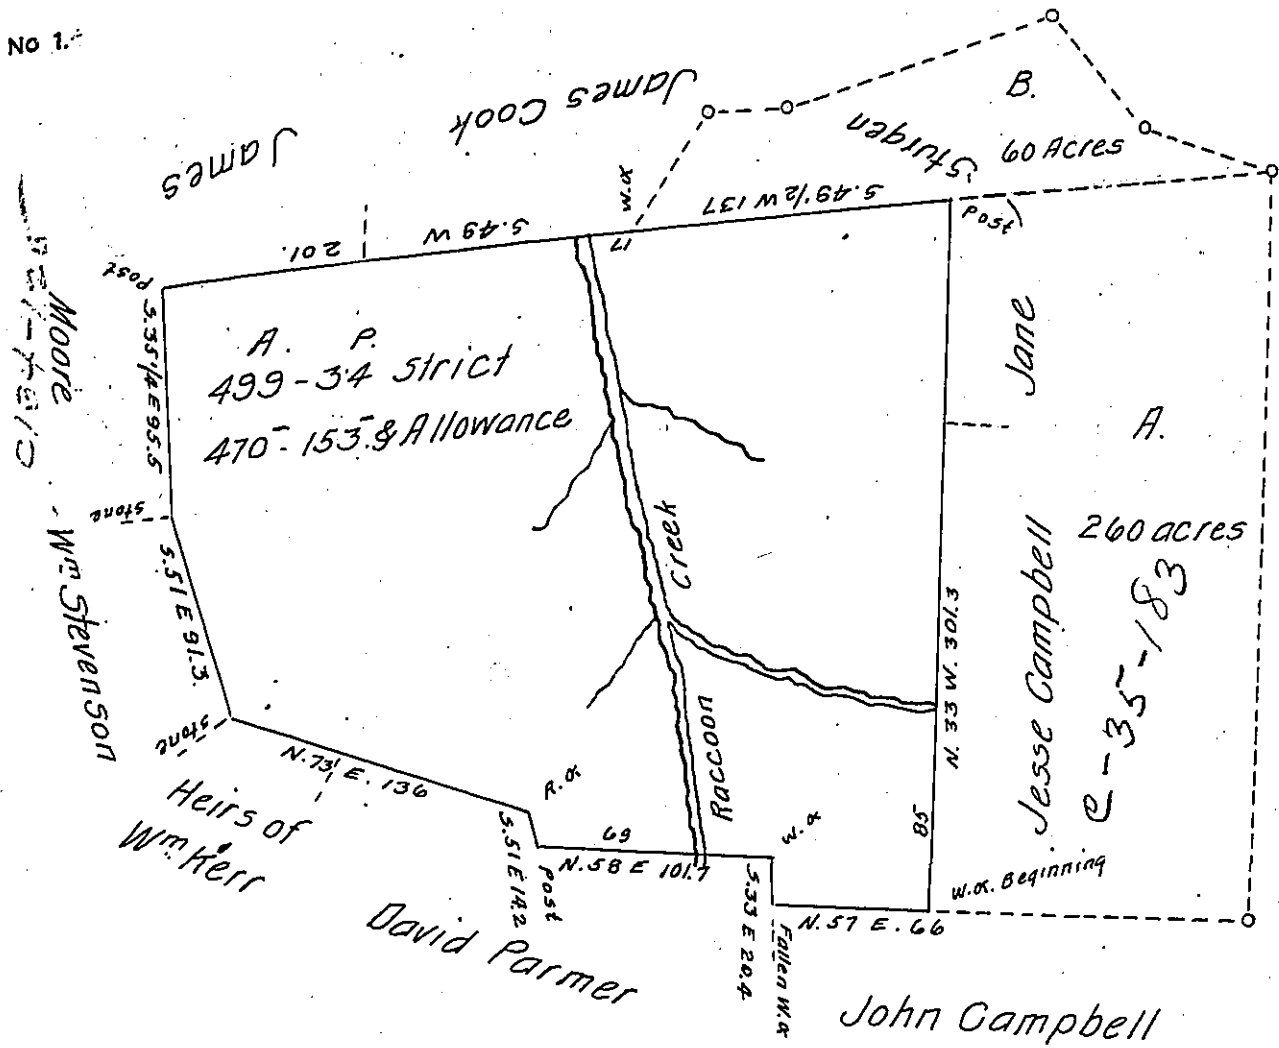 No 1.
James
James Cook
B.
60 Acres
Sturgen
W.α
S.49½ W 137
17
S.49 W
201.
Post
Post
Moore
S.35¼ E 95.5
A. P.
499-34 Strict
470-153 & Allowance
Jane
A.
260 acres
Jesse Campbell
C-35-183
Stone
Wm Stevenson
S.51 E 91.3.
Creek
Raccoon
N. 33 W. 301.3
85
Stone
N.73 E. 136
Heirs of
Wm Kerr
R.α
S.51 E 14.2
Post
69
N.58 E 101.7
W.α
W.α. Beginning
S.33 E 20.4
N.57 E. 66
Fallen W.α
David Parmer
John Campbell